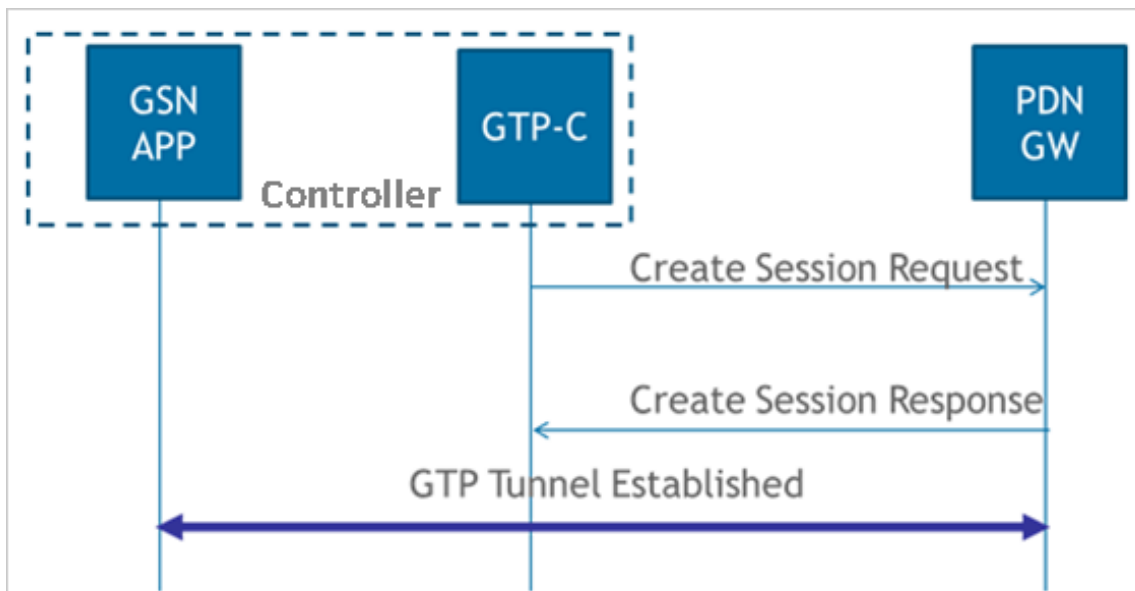 GSN
APP
GTP-C
PDN
GW
Controller
Create Session Request
Create Session Response
GTP Tunnel Established